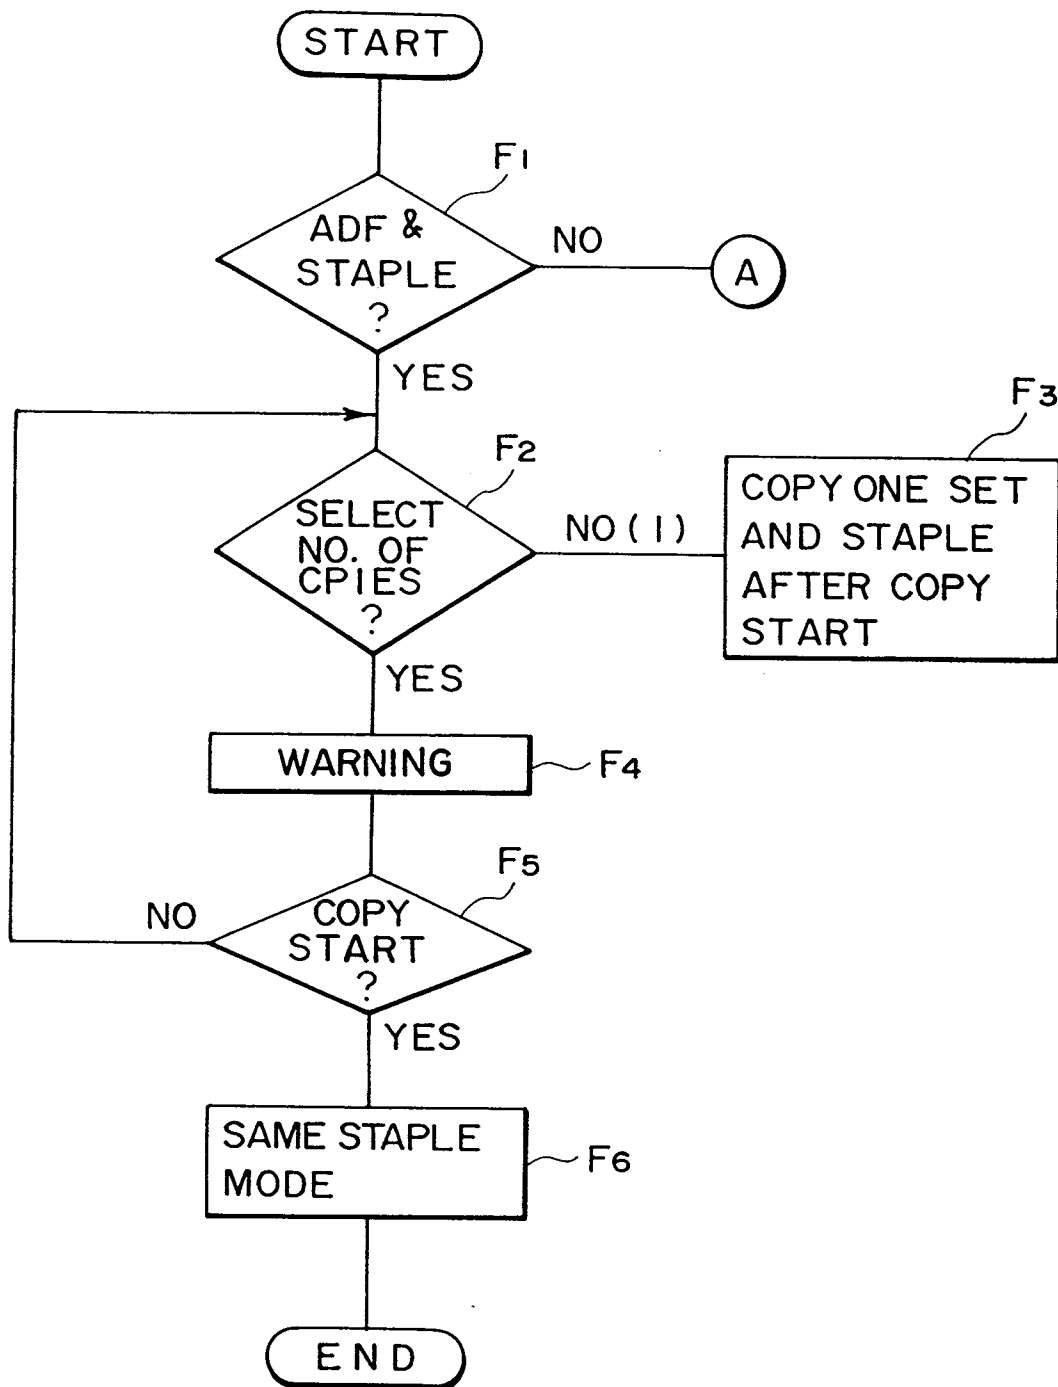 START
F1
ADF &
STAPLE
?
NO
A
YES
F2
SELECT
NO. OF
CPIES
?
NO (1)
F3
COPY ONE SET
AND STAPLE
AFTER COPY
START
YES
WARNING
F4
F5
COPY
START
?
NO
YES
SAME STAPLE
MODE
F6
END